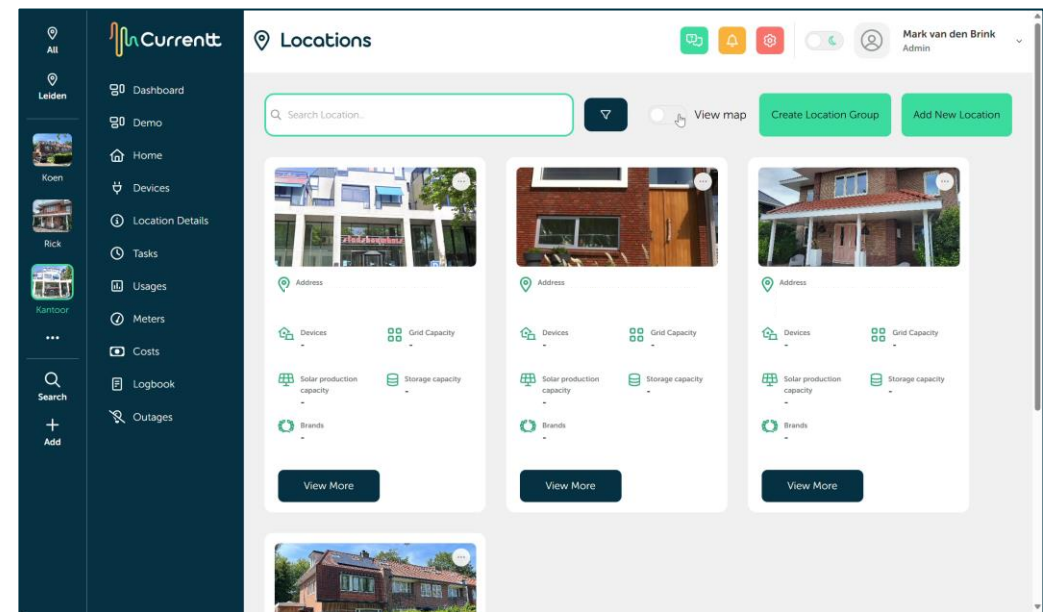 All
Leiden
Koen
Rick
Kantoor
Search
Add
Currentt
Dashboard
Demo
Home
Devices
Location Details
Tasks
Usages
Meters
Costs
Logbook
Outages
Locations
Mark van den Brink
Admin
Search Location..
View map
Create Location Group
Add New Location
Address
Devices
-
Grid Capacity
-
Solar production
capacity
-
Storage capacity
-
Brands
-
View More
Address
Devices
-
Grid Capacity
-
Solar production
capacity
-
Storage capacity
-
Brands
-
View More
Address
Devices
-
Grid Capacity
-
Solar production
capacity
-
Storage capacity
-
Brands
-
View More